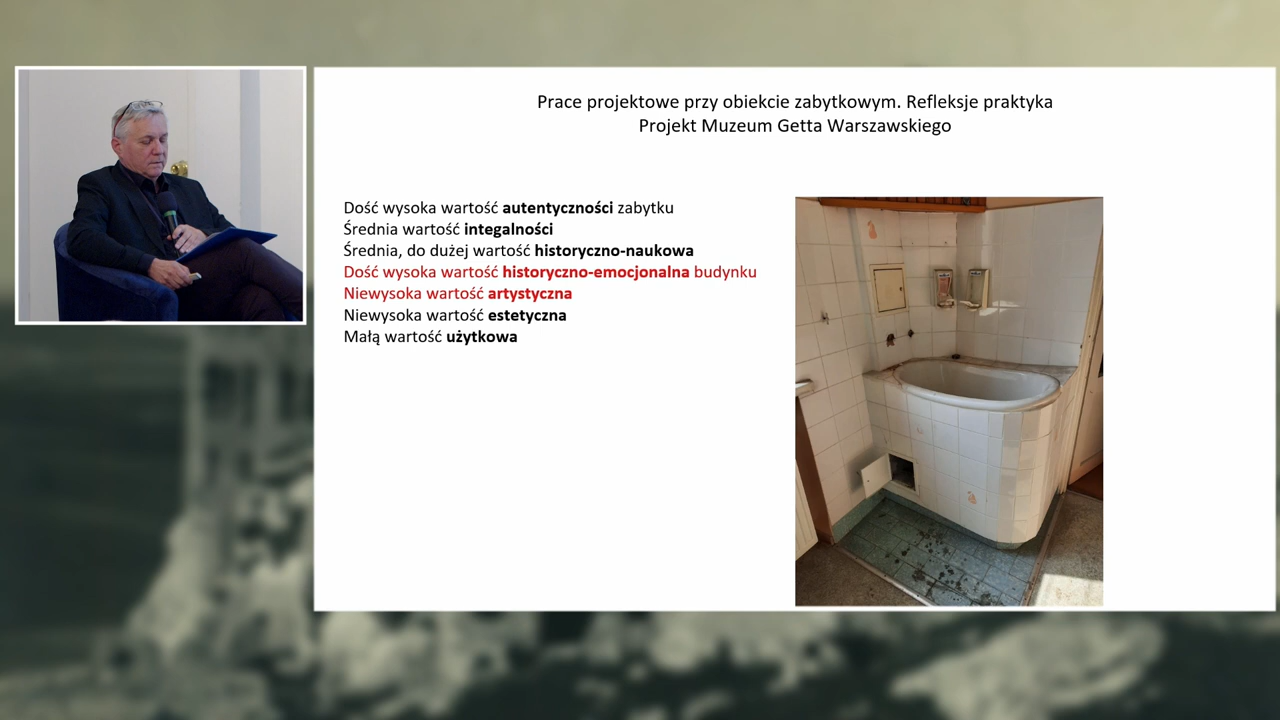 Prace projektowe przy obiekcie zabytkowym. Refleksje praktyka
Projekt Muzeum Getta Warszawskiego
Dość wysoka wartość autentyczności zabytku
Średnia wartość integalności
Średnia, do dużej wartość historyczno-naukowa
Dość wysoka wartość historyczno-emocjonalna budynku
Niewysoka wartość artystyczna
Niewysoka wartość estetyczna
Małą wartość użytkowa